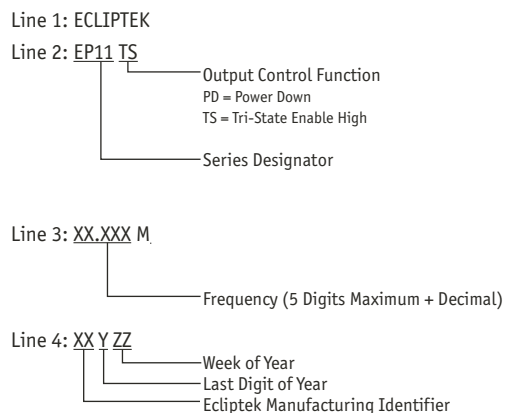 Line 1: ECLIPTEK
Line 2: EP11 TS
Output Control Function
PD = Power Down
TS = Tri-State Enable High
Series Designator
Line 3: XX.XXX M
Frequency (5 Digits Maximum + Decimal)
Line 4: XX Y ZZ
Week of Year
Last Digit of Year
Ecliptek Manufacturing Identifier